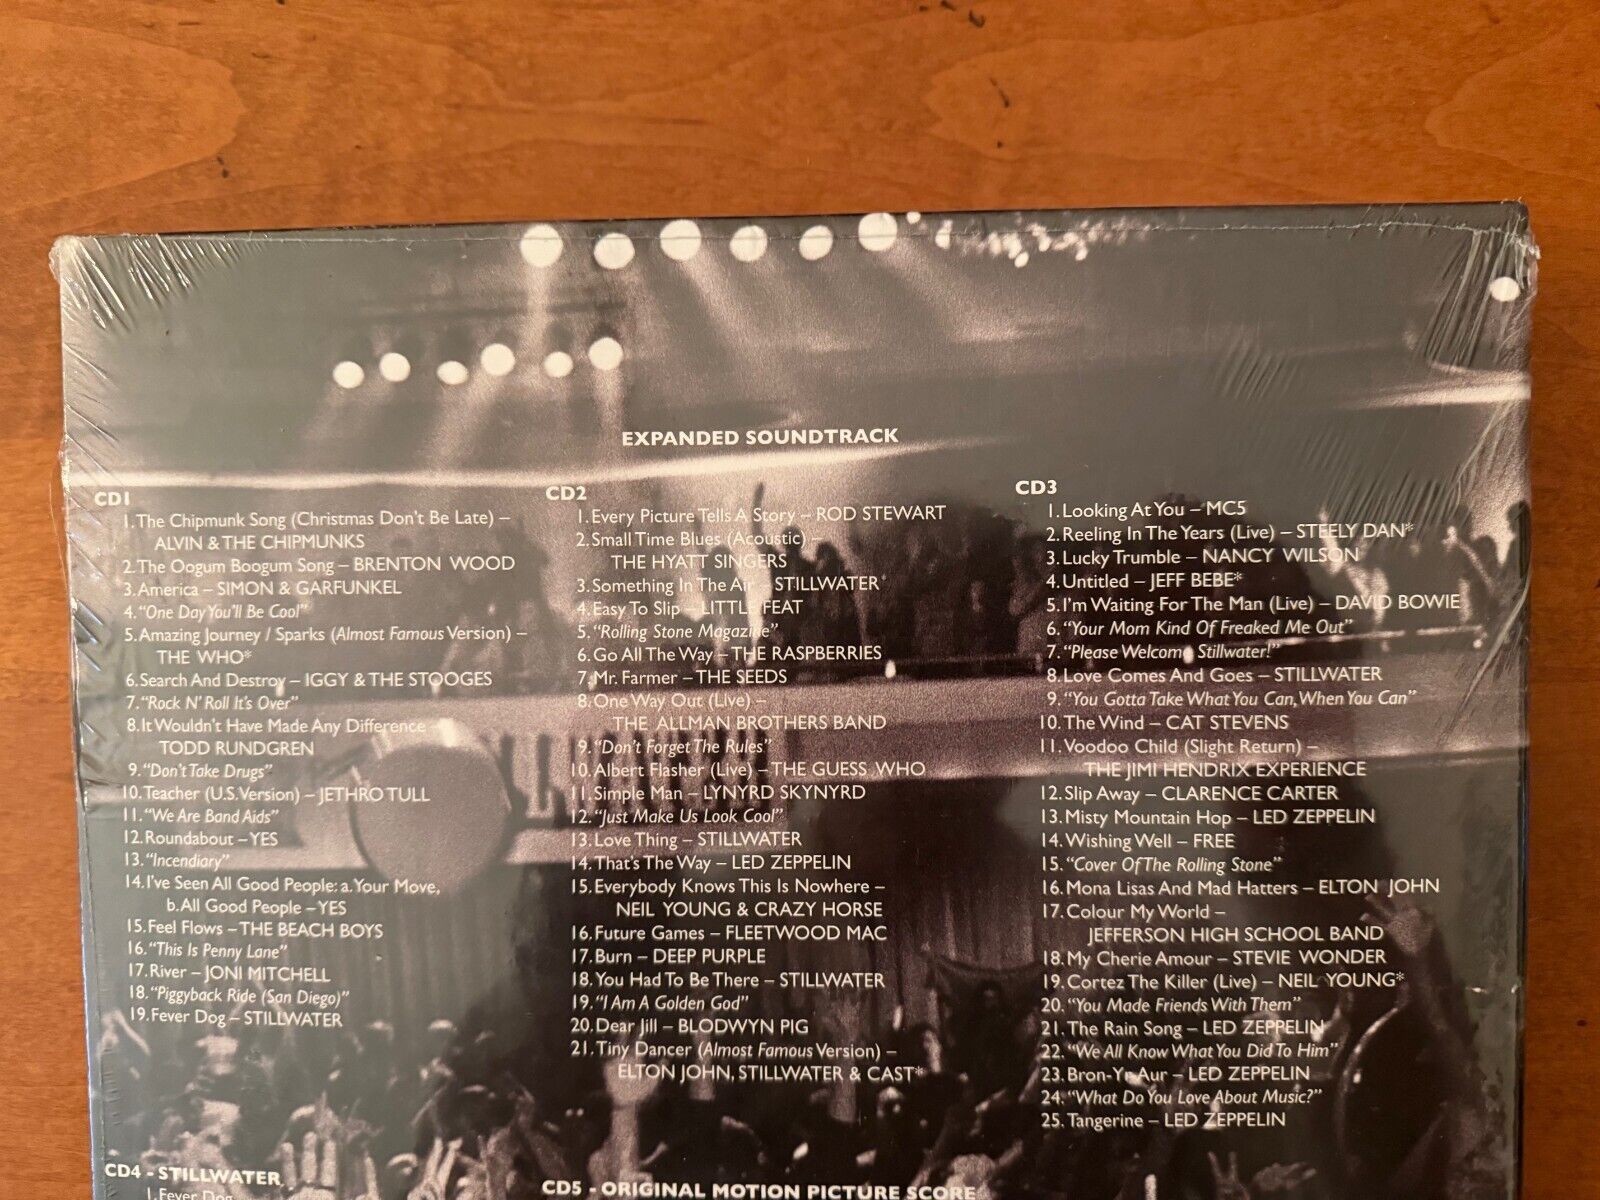 EXPANDED SOUNDTRACK
CD1
1. The Chipmunk Song (Christmas Don't Be Late) –
ALVIN & THE CHIPMUNKS
2. The Oogum Boogum Song – BRENTON WOOD
3. America – SIMON & GARFUNKEL
4. "One Day You'll Be Cool"
5. Amazing Journey / Sparks (Almost Famous Version) –
THE WHO*
6. Search And Destroy – IGGY & THE STOOGES
7. "Rock N' Roll It's Over"
8. It Wouldn't Have Made Any Difference –
TODD RUNDGREN
9. "Don't Take Drugs"
10. Teacher (U.S. Version) – JETHRO TULL
11. "We Are Band Aids"
12. Roundabout – YES
13. "Incendiary"
14. I've Seen All Good People: a. Your Move,
b. All Good People – YES
15. Feel Flows – THE BEACH BOYS
16. "This Is Penny Lane"
17. River – JONI MITCHELL
18. "Piggyback Ride (San Diego)"
19. Fever Dog – STILLWATER
CD2
1. Every Picture Tells A Story – ROD STEWART
2. Small Time Blues (Acoustic) –
THE HYATT SINGERS
3. Something In The Air – STILLWATER
4. Easy To Slip – LITTLE FEAT
5. "Rolling Stone Magazine"
6. Go All The Way – THE RASPBERRIES
7. Mr. Farmer – THE SEEDS
8. One Way Out (Live) –
THE ALLMAN BROTHERS BAND
9. "Don't Forget The Rules"
10. Albert Flasher (Live) – THE GUESS WHO
11. Simple Man – LYNYRD SKYNYRD
12. "Just Make Us Look Cool"
13. Love Thing – STILLWATER
14. That's The Way – LED ZEPPELIN
15. Everybody Knows This Is Nowhere –
NEIL YOUNG & CRAZY HORSE
16. Future Games – FLEETWOOD MAC
17. Burn – DEEP PURPLE
18. You Had To Be There – STILLWATER
19. "I Am A Golden God"
20. Dear Jill – BLODWYN PIG
21. Tiny Dancer (Almost Famous Version) –
ELTON JOHN, STILLWATER & CAST*
CD3
1. Looking At You – MC5
2. Reeling In The Years (Live) – STEELY DAN*
3. Lucky Trumble – NANCY WILSON
4. Untitled – JEFF BEBE*
5. I'm Waiting For The Man (Live) – DAVID BOWIE
6. "Your Mom Kind Of Freaked Me Out"
7. "Please Welcome Stillwater!"
8. Love Comes And Goes – STILLWATER
9. "You Gotta Take What You Can, When You Can"
10. The Wind – CAT STEVENS
11. Voodoo Child (Slight Return) –
THE JIMI HENDRIX EXPERIENCE
12. Slip Away – CLARENCE CARTER
13. Misty Mountain Hop – LED ZEPPELIN
14. Wishing Well – FREE
15. "Cover Of The Rolling Stone"
16. Mona Lisas And Mad Hatters – ELTON JOHN
17. Colour My World –
JEFFERSON HIGH SCHOOL BAND
18. My Cherie Amour – STEVIE WONDER
19. Cortez The Killer (Live) – NEIL YOUNG*
20. "You Made Friends With Them"
21. The Rain Song – LED ZEPPELIN
22. "We All Know What You Did To Him"
23. Bron-Yr-Aur – LED ZEPPELIN
24. "What Do You Love About Music?"
25. Tangerine – LED ZEPPELIN
CD4 - STILLWATER
1. Fever Dog
CD5 - ORIGINAL MOTION PICTURE SCORE